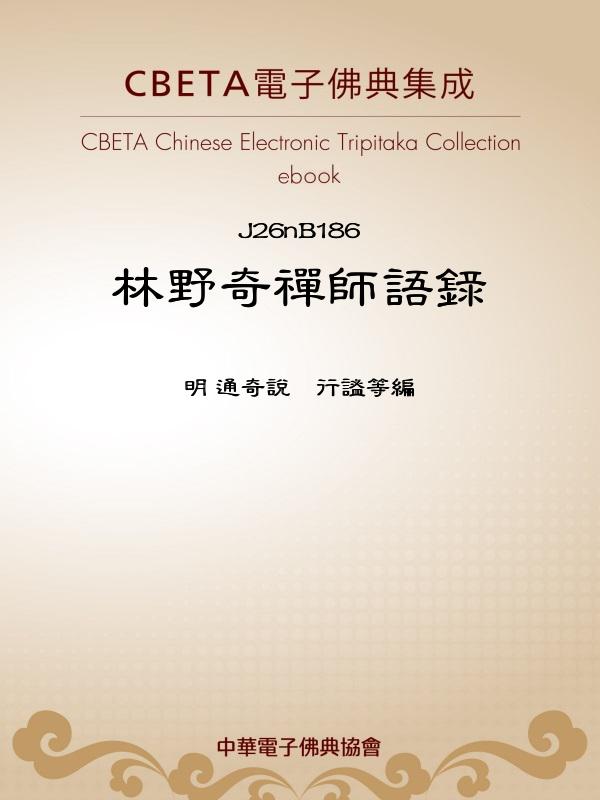 CBETA電子佛典集成
CBETA Chinese Electronic Tripitaka Collection
ebook
J26nB186
林野奇禪師語錄
明 通奇說　行謐等編
中華電子佛典協會